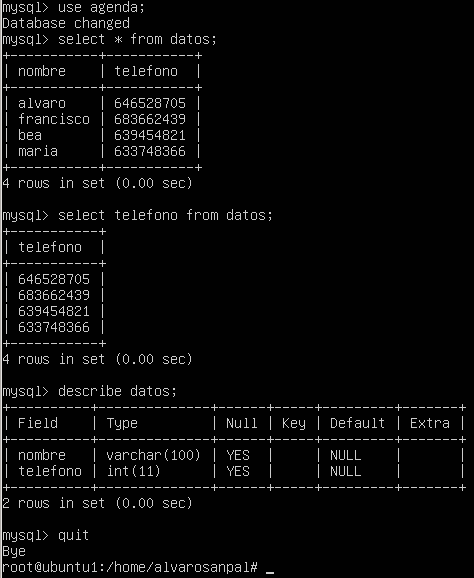 mysql> use agenda;
Database changed
mysql> select * from datos;
+-----------+-----------+
| nombre    | telefono  |
+-----------+-----------+
| alvaro    | 646528705 |
| francisco | 683662439 |
| bea       | 639454821 |
| maria     | 633748366 |
+-----------+-----------+
4 rows in set (0.00 sec)

mysql> select telefono from datos;
+-----------+
| telefono  |
+-----------+
| 646528705 |
| 683662439 |
| 639454821 |
| 633748366 |
+-----------+
4 rows in set (0.00 sec)

mysql> describe datos;
+----------+--------------+------+-----+---------+-------+
| Field    | Type         | Null | Key | Default | Extra |
+----------+--------------+------+-----+---------+-------+
| nombre   | varchar(100) | YES  |     | NULL    |       |
| telefono | int(11)      | YES  |     | NULL    |       |
+----------+--------------+------+-----+---------+-------+
2 rows in set (0.00 sec)

mysql> quit
Bye
root@ubuntu1:/home/alvarosanpal# _